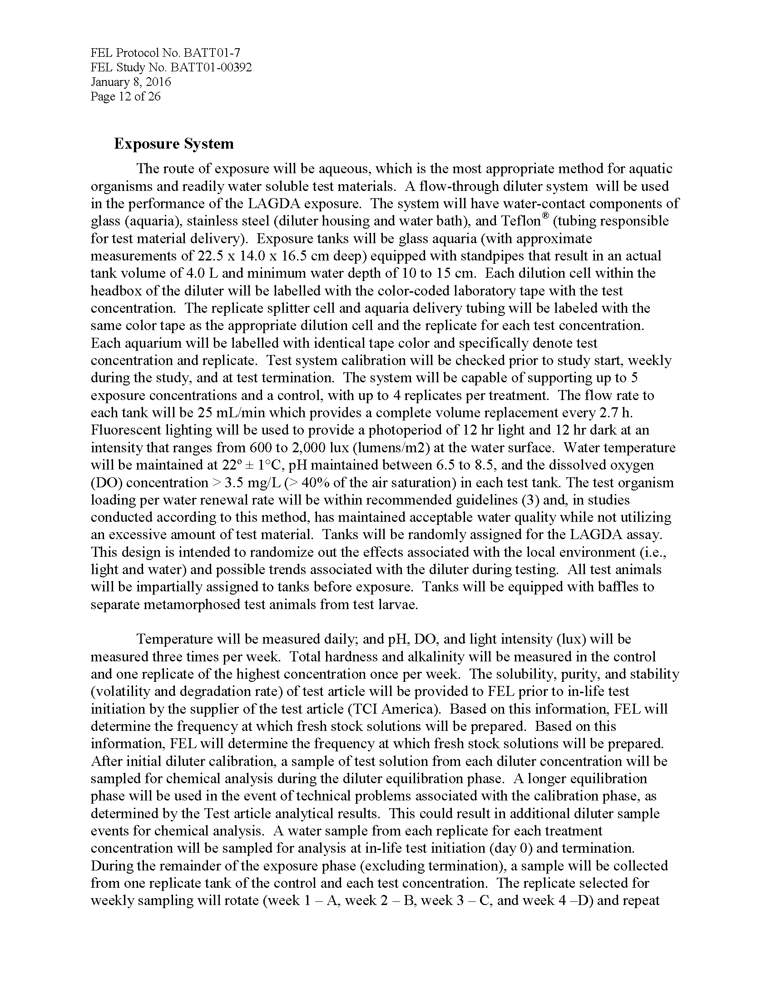 FEL Protocol No. BATT01-7
FEL Study No. BATT01-00392
January 8, 2016
Page 12 of 26
Exposure System
The route of exposure will be aqueous, which is the most appropriate method for aquatic
organisms and readily water soluble test materials.  A flow-through diluter system  will be used
in the performance of the LAGDA exposure.  The system will have water-contact components of
glass (aquaria), stainless steel (diluter housing and water bath), and Teflon® (tubing responsible
for test material delivery).  Exposure tanks will be glass aquaria (with approximate
measurements of 22.5 x 14.0 x 16.5 cm deep) equipped with standpipes that result in an actual
tank volume of 4.0 L and minimum water depth of 10 to 15 cm.  Each dilution cell within the
headbox of the diluter will be labelled with the color-coded laboratory tape with the test
concentration.  The replicate splitter cell and aquaria delivery tubing will be labeled with the
same color tape as the appropriate dilution cell and the replicate for each test concentration.
Each aquarium will be labelled with identical tape color and specifically denote test
concentration and replicate.  Test system calibration will be checked prior to study start, weekly
during the study, and at test termination.  The system will be capable of supporting up to 5
exposure concentrations and a control, with up to 4 replicates per treatment.  The flow rate to
each tank will be 25 mL/min which provides a complete volume replacement every 2.7 h.
Fluorescent lighting will be used to provide a photoperiod of 12 hr light and 12 hr dark at an
intensity that ranges from 600 to 2,000 lux (lumens/m2) at the water surface.  Water temperature
will be maintained at 22º ± 1°C, pH maintained between 6.5 to 8.5, and the dissolved oxygen
(DO) concentration > 3.5 mg/L (> 40% of the air saturation) in each test tank. The test organism
loading per water renewal rate will be within recommended guidelines (3) and, in studies
conducted according to this method, has maintained acceptable water quality while not utilizing
an excessive amount of test material.  Tanks will be randomly assigned for the LAGDA assay.
This design is intended to randomize out the effects associated with the local environment (i.e.,
light and water) and possible trends associated with the diluter during testing.  All test animals
will be impartially assigned to tanks before exposure.  Tanks will be equipped with baffles to
separate metamorphosed test animals from test larvae.
Temperature will be measured daily; and pH, DO, and light intensity (lux) will be
measured three times per week.  Total hardness and alkalinity will be measured in the control
and one replicate of the highest concentration once per week.  The solubility, purity, and stability
(volatility and degradation rate) of test article will be provided to FEL prior to in-life test
initiation by the supplier of the test article (TCI America).  Based on this information, FEL will
determine the frequency at which fresh stock solutions will be prepared.  Based on this
information, FEL will determine the frequency at which fresh stock solutions will be prepared.
After initial diluter calibration, a sample of test solution from each diluter concentration will be
sampled for chemical analysis during the diluter equilibration phase.  A longer equilibration
phase will be used in the event of technical problems associated with the calibration phase, as
determined by the Test article analytical results.  This could result in additional diluter sample
events for chemical analysis.  A water sample from each replicate for each treatment
concentration will be sampled for analysis at in-life test initiation (day 0) and termination.
During the remainder of the exposure phase (excluding termination), a sample will be collected
from one replicate tank of the control and each test concentration.  The replicate selected for
weekly sampling will rotate (week 1 – A, week 2 – B, week 3 – C, and week 4 –D) and repeat